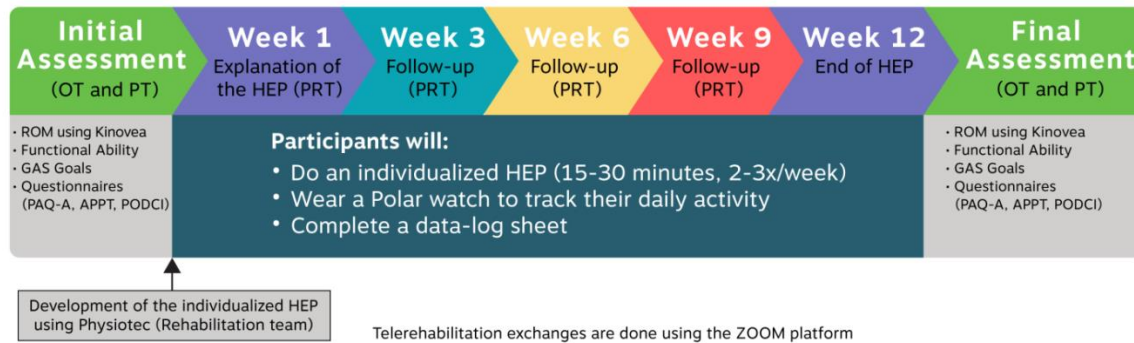 Initial
Assessment
(OT and PT)
Week 1
Explanation of
the HEP (PRT)
Week 3
Follow-up
(PRT)
Week 6
Follow-up
(PRT)
Week 9
Follow-up
(PRT)
Week 12
End of HEP
Final
Assessment
(OT and PT)
· ROM using Kinovea
· Functional Ability
· GAS Goals
· Questionnaires
(PAQ-A, APPT, PODCI)
Participants will:
• Do an individualized HEP (15-30 minutes, 2-3x/week)
• Wear a Polar watch to track their daily activity
• Complete a data-log sheet
· ROM using Kinovea
· Functional Ability
· GAS Goals
· Questionnaires
(PAQ-A, APPT, PODCI)
Development of the individualized HEP
using Physiotec (Rehabilitation team)
Telerehabilitation exchanges are done using the ZOOM platform